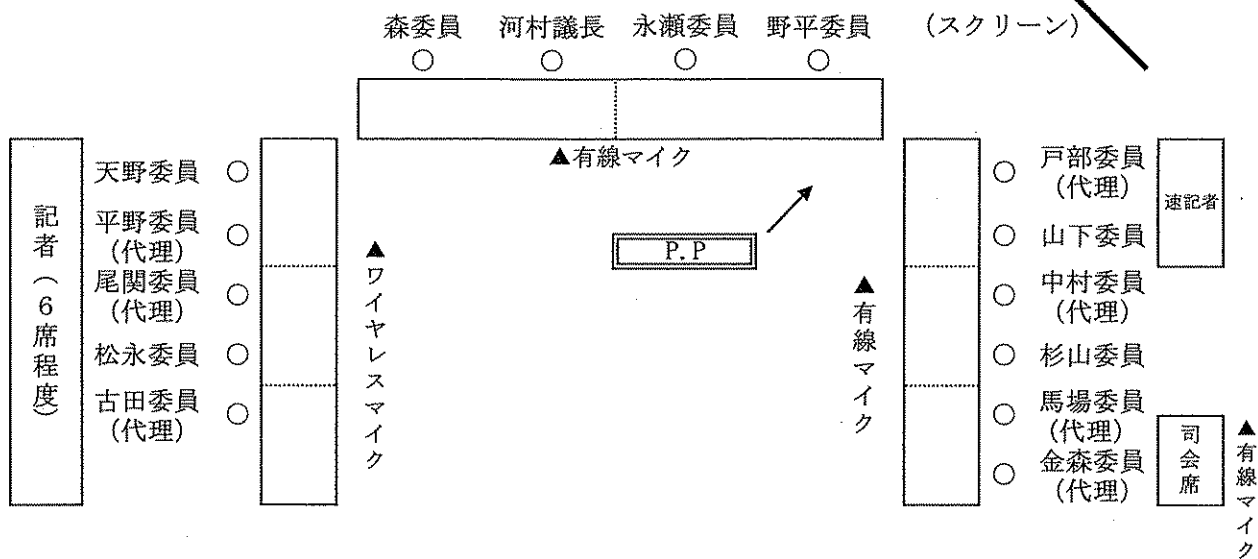 森委員 河村議長 永瀬委員 野平委員 (スクリーン)
▲有線マイク
P.P
記者(6席程度)
天野委員
平野委員
(代理)
尾関委員
(代理)
松永委員
古田委員
(代理)
▲ワイヤレスマイク
▲有線マイク
戸部委員
(代理)
山下委員
中村委員
(代理)
杉山委員
馬場委員
(代理)
金森委員
(代理)
速記者
司会席
▲有線マイク